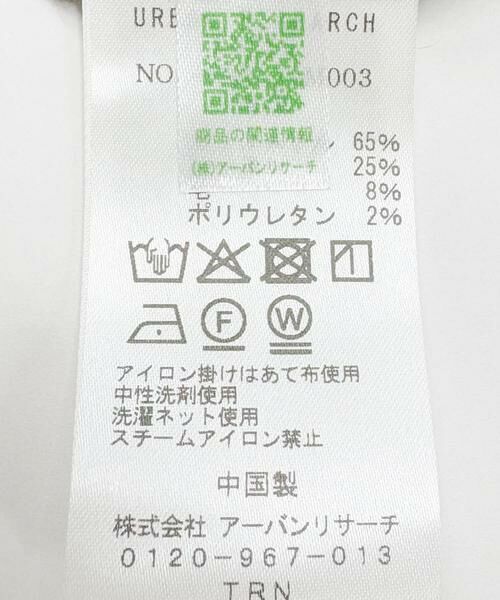 URB RCH
NO 003
商品の関連情報
(株)アーバンリサーチ
ン 65%
25%
毛 8%
ポリウレタン 2%
F W
アイロン掛けはあて布使用
中性洗剤使用
洗濯ネット使用
スチームアイロン禁止
中国製
株式会社 アーバンリサーチ
0120-967-013
TRN